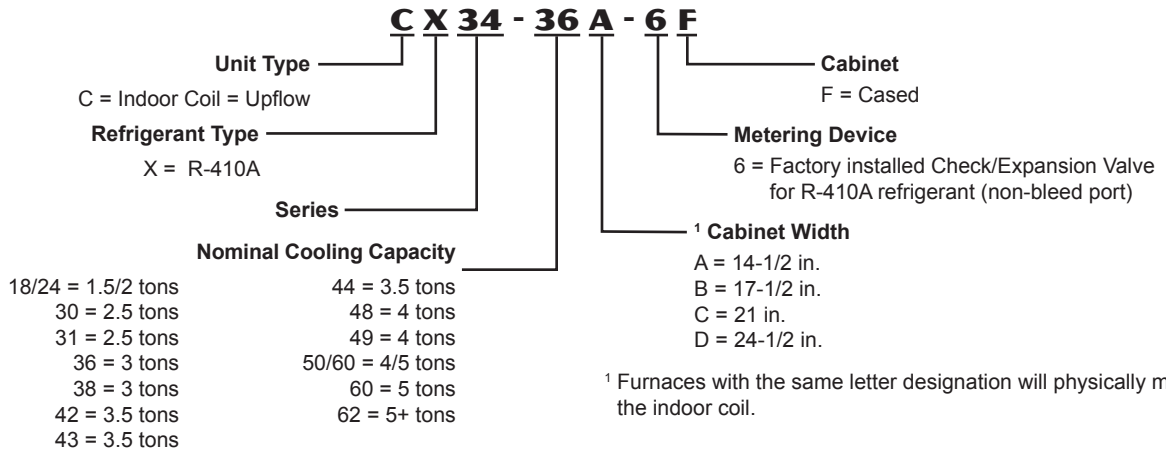 CX34-36A-6F
Unit Type
C = Indoor Coil = Upflow
Refrigerant Type
X = R-410A
Series
Nominal Cooling Capacity
18/24 = 1.5/2 tons
30 = 2.5 tons
31 = 2.5 tons
36 = 3 tons
38 = 3 tons
42 = 3.5 tons
43 = 3.5 tons
44 = 3.5 tons
48 = 4 tons
49 = 4 tons
50/60 = 4/5 tons
60 = 5 tons
62 = 5+ tons
Cabinet
F = Cased
Metering Device
6 = Factory installed Check/Expansion Valve
for R-410A refrigerant (non-bleed port)
¹ Cabinet Width
A = 14-1/2 in.
B = 17-1/2 in.
C = 21 in.
D = 24-1/2 in.
¹ Furnaces with the same letter designation will physically
the indoor coil.